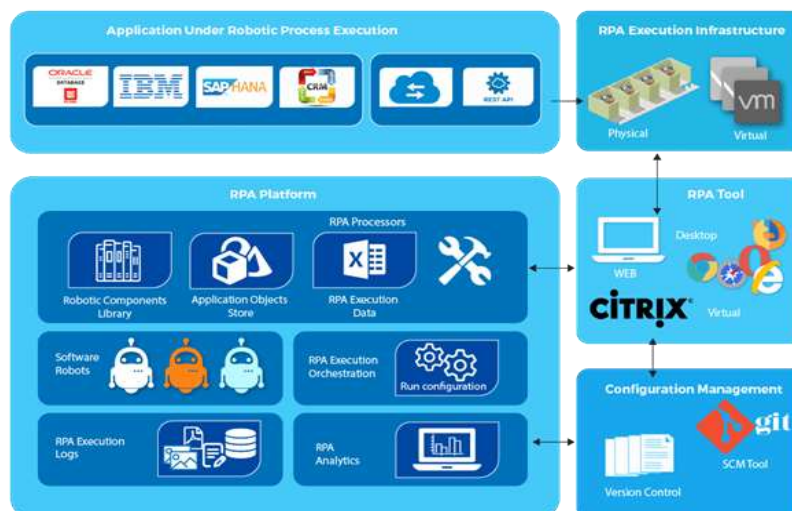 Application Under Robotic Process Execution
ORACLE
DATABASE
IBM
SAP HANA
CRM
REST API
RPA Execution Infrastructure
vm
Physical
Virtual
RPA Platform
RPA Processors
Robotic Components
Library
Application Objects
Store
X
RPA Execution
Data
RPA Tool
Desktop
WEB
CİTRIX®
Virtual
Software
Robots
RPA Execution
Orchestration
Run configuration
RPA Execution
Logs
RPA
Analytics
Configuration Management
git
SCM Tool
Version Control